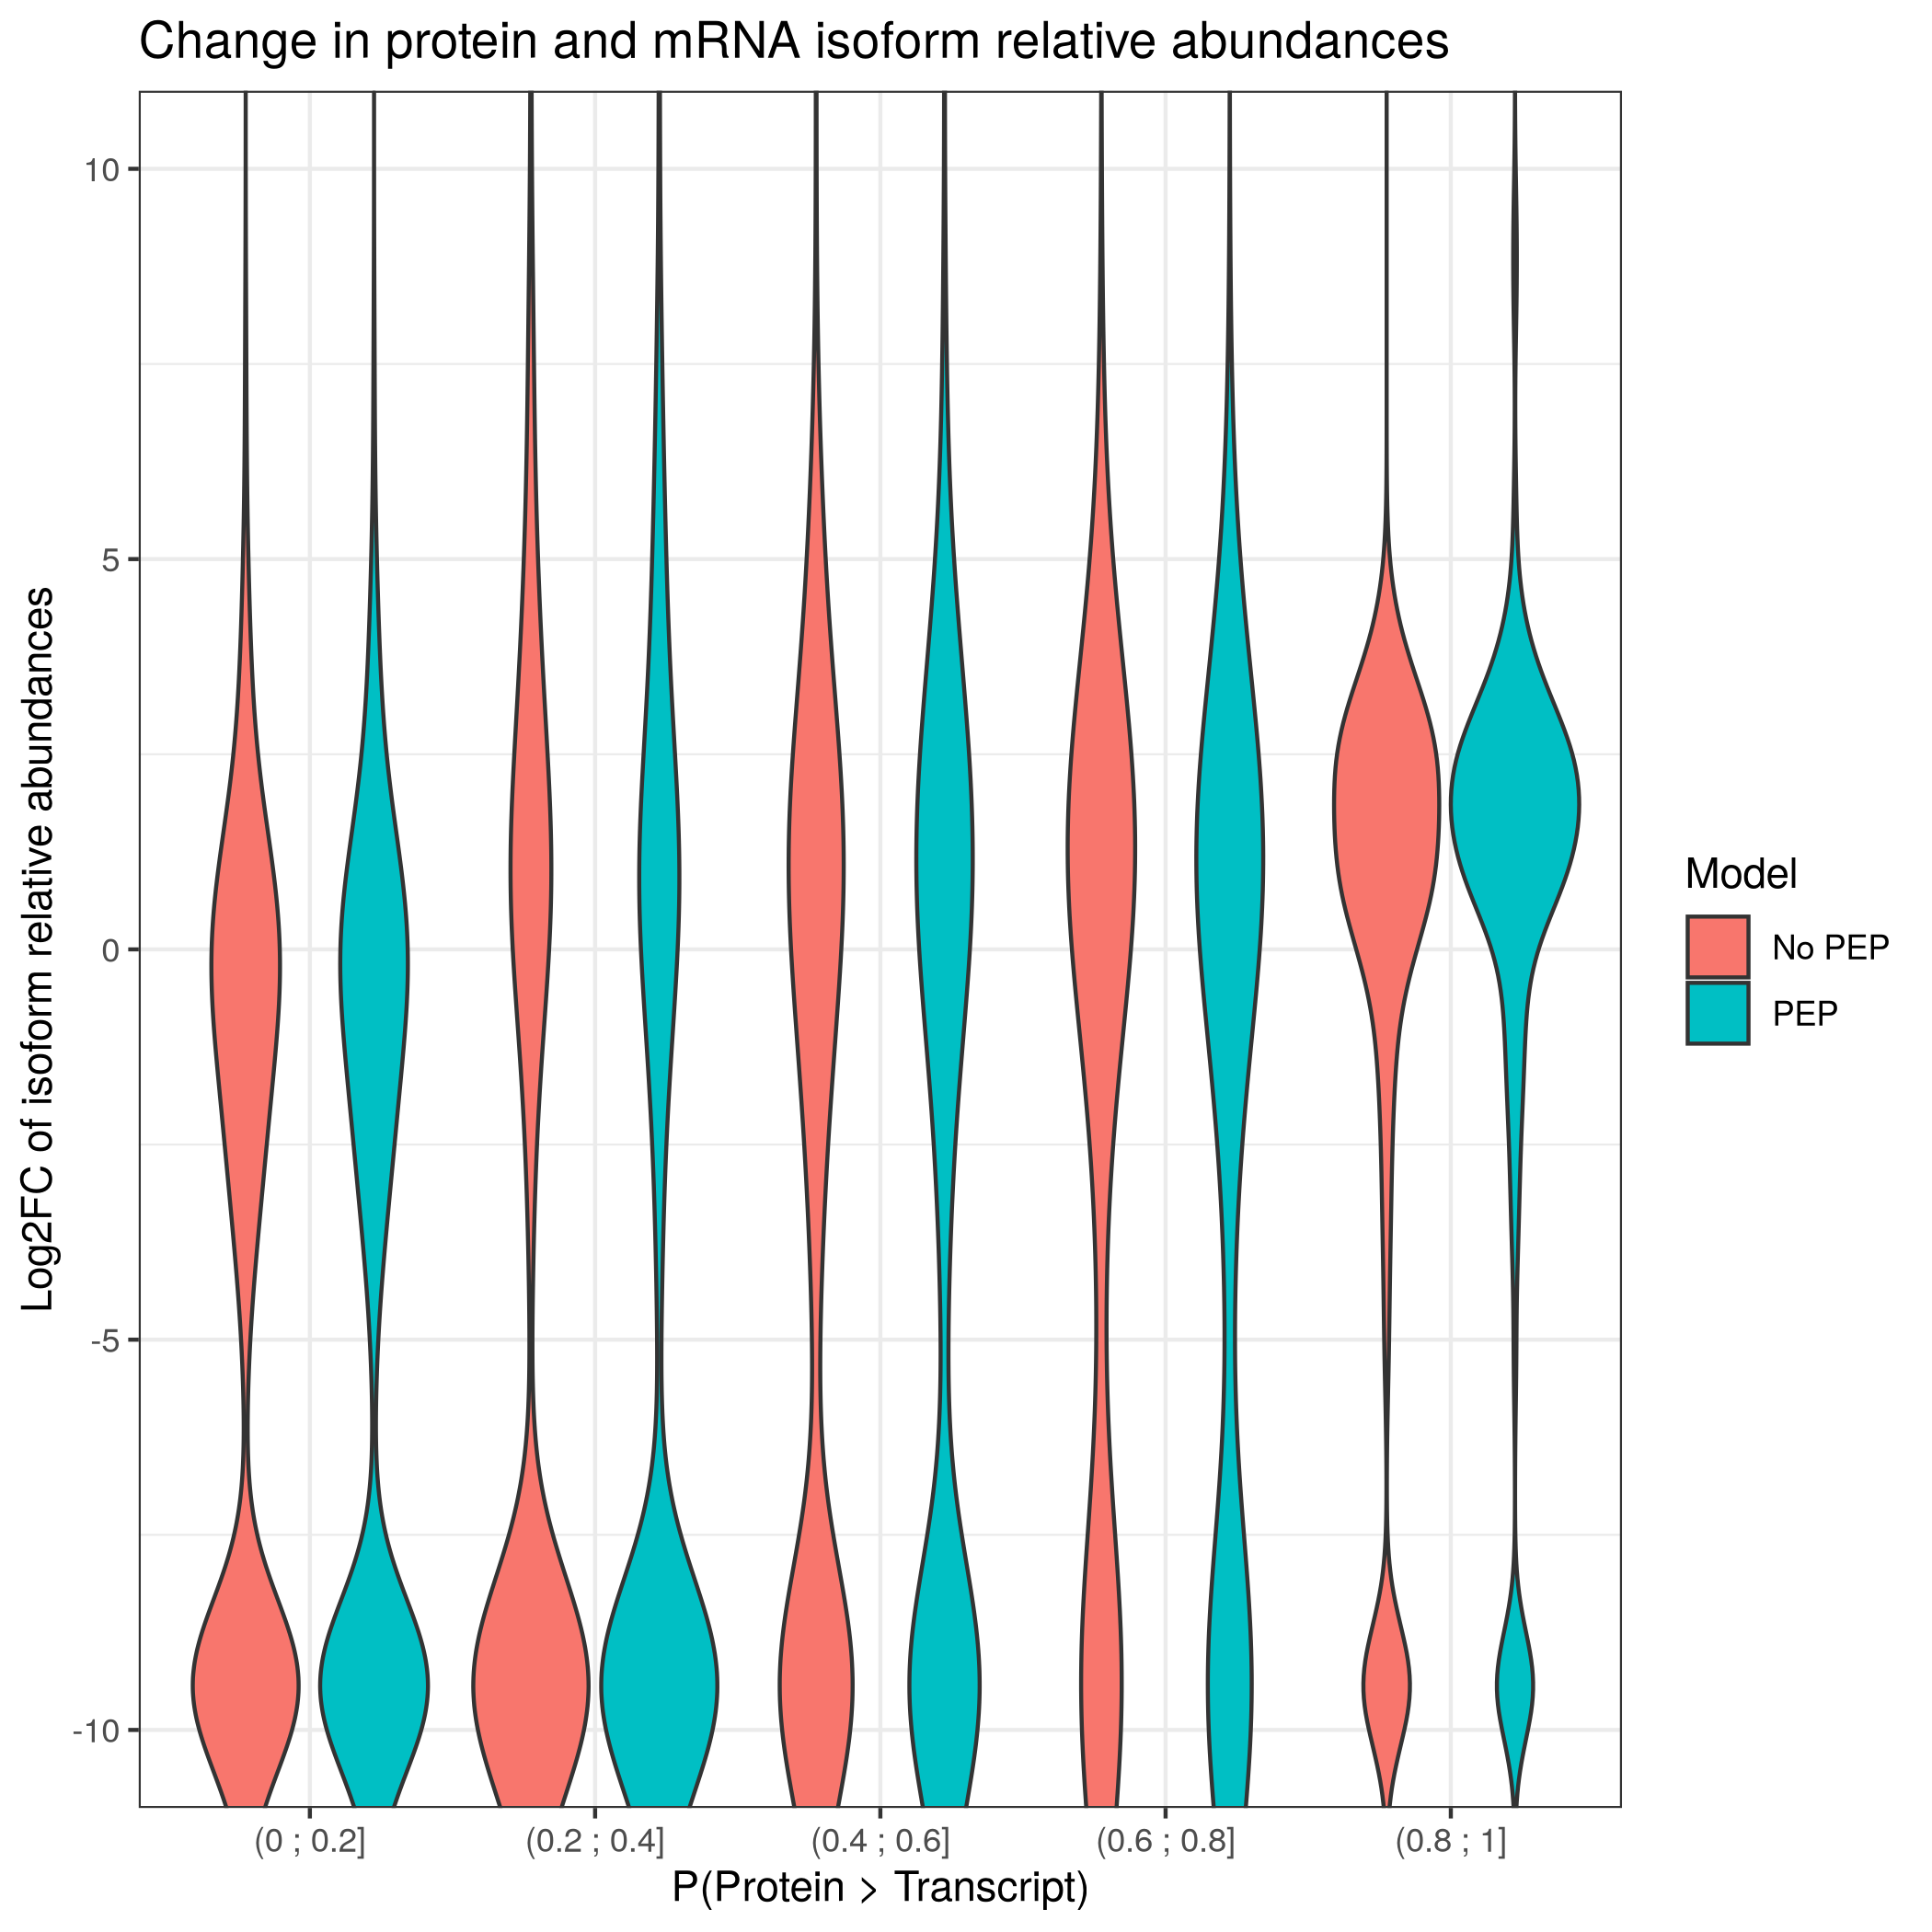 Change in protein and mRNA isoform relative abundances
Log2FC of isoform relative abundances
10
5
0
-5
-10
(0 ; 0.2]
(0.2 ; 0.4]
(0.4 ; 0.6]
(0.6 ; 0.8]
(0.8 ; 1]
P(Protein > Transcript)
Model
No PEP
PEP